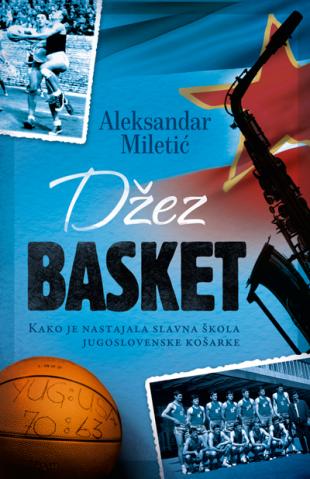 Aleksandar
Miletić
Džez
BASKET
KAKO JE NASTAJALA SLAVNA ŠKOLA
JUGOSLOVENSKE KOŠARKE
YUG:USA
70:63